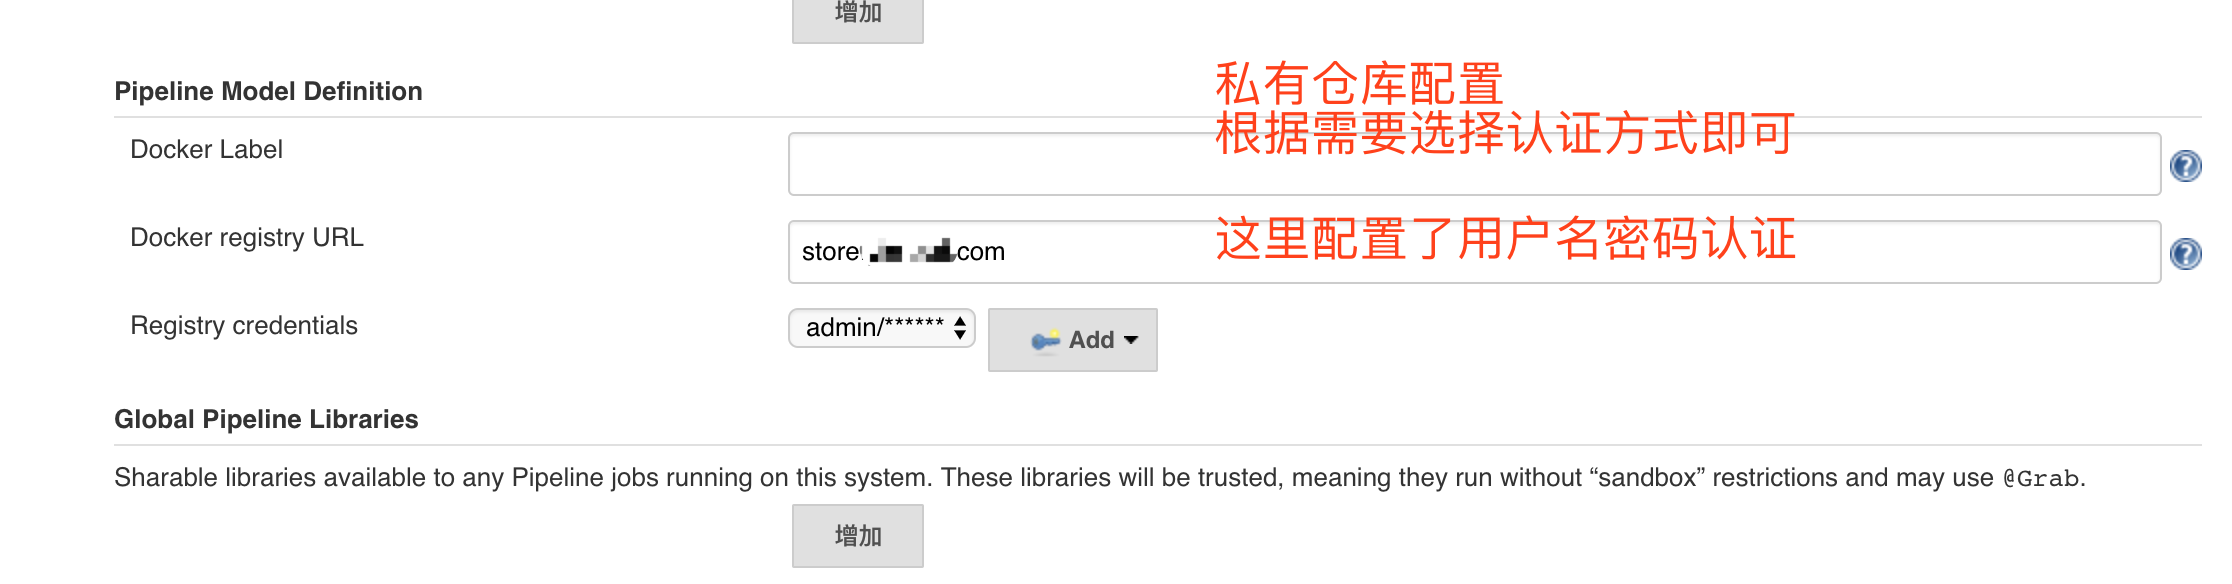 增加
私有仓库配置
Pipeline Model Definition
根据需要选择认证方式即可
Docker Label
这里配置了用户名密码认证
Docker registry URL
store .com
Registry credentials
admin/******
Add
Global Pipeline Libraries
Sharable libraries available to any Pipeline jobs running on this system. These libraries will be trusted, meaning they run without “sandbox” restrictions and may use @Grab.
增加